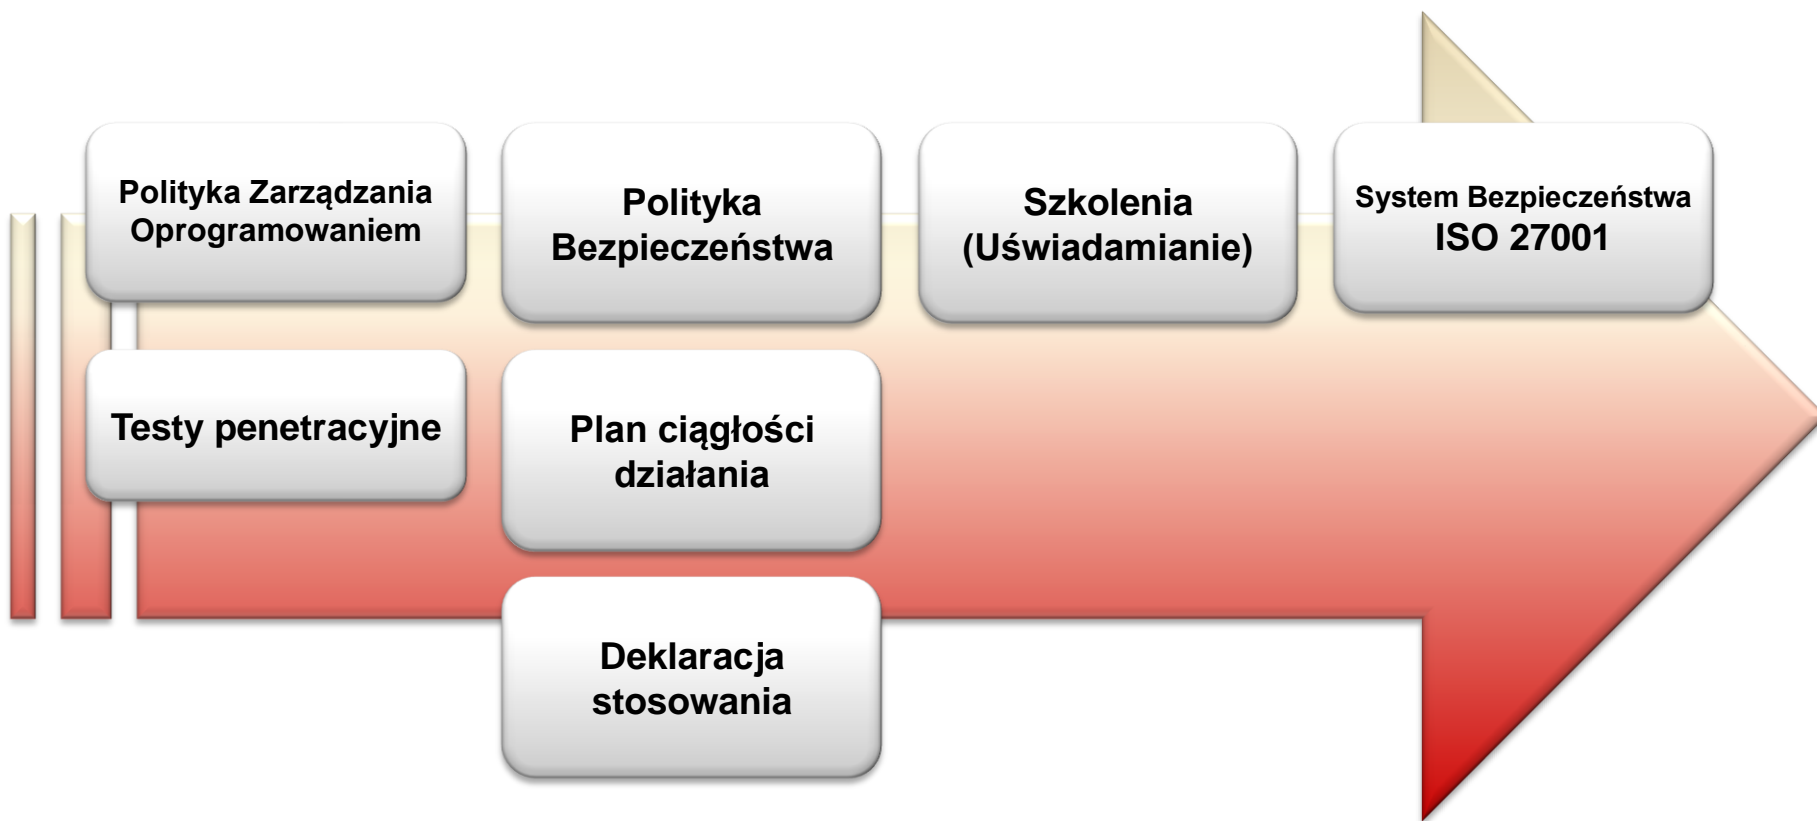 Polityka Zarządzania
Oprogramowaniem
Polityka
Bezpieczeństwa
Szkolenia
(Uświadamianie)
System Bezpieczeństwa
ISO 27001
Testy penetracyjne
Plan ciągłości
działania
Deklaracja
stosowania